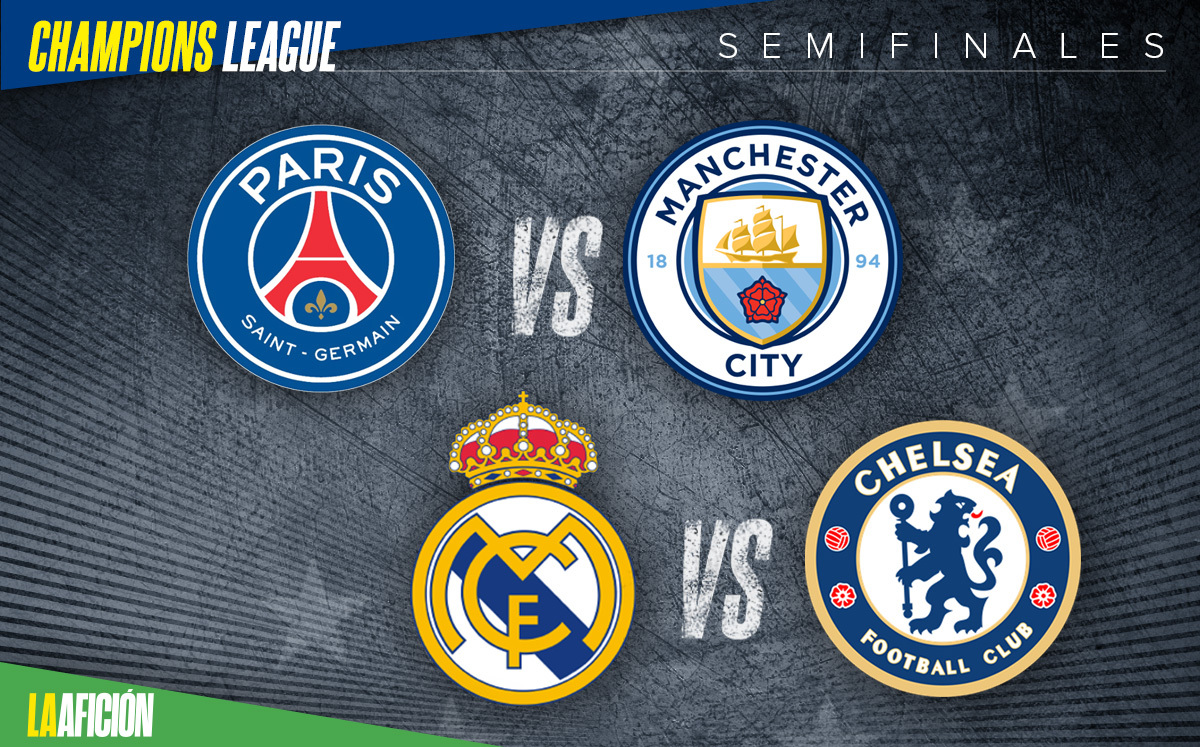 CHAMPIONS LEAGUE
SEMIFINALES
PARIS
SAINT-GERMAIN
VS
MANCHESTER
18 94
CITY
VS
CHELSEA
FOOTBALL CLUB
LAAFICIÓN